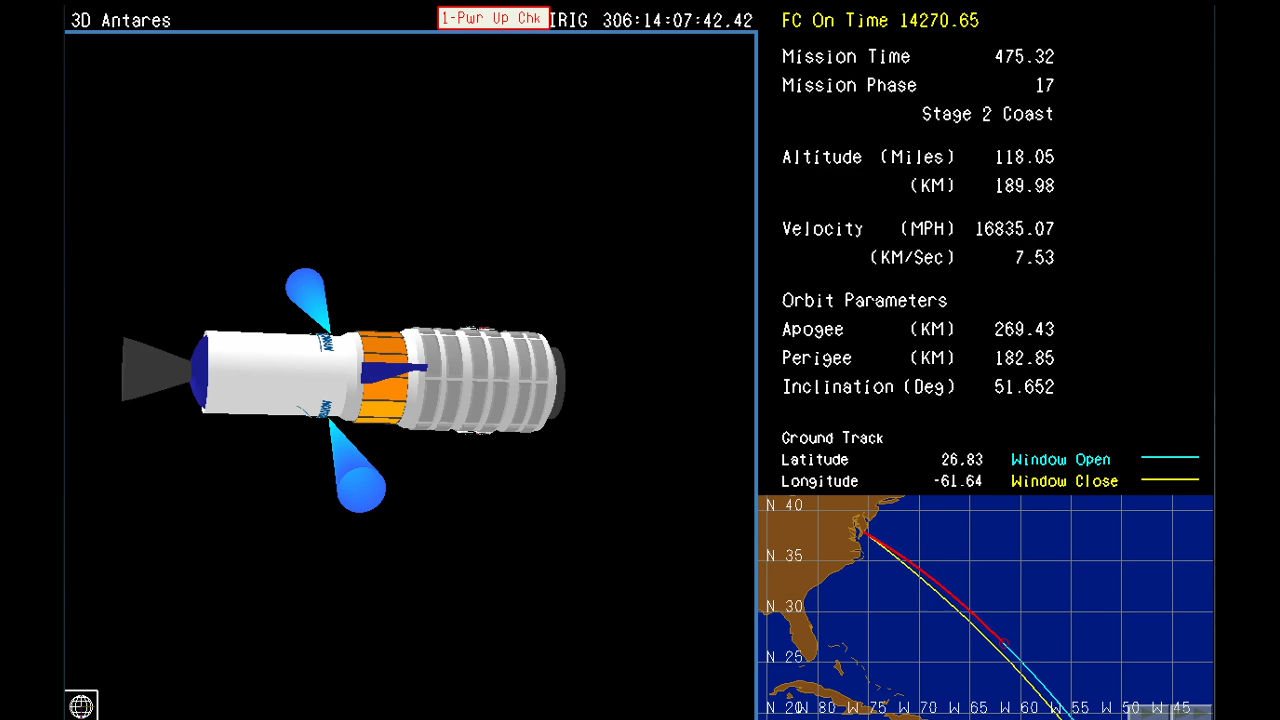 3D Antares
1-Pwr Up Chk
IRIG 306:14:07:42.42
FC On Time 14270.65
Mission Time 475.32
Mission Phase 17
Stage 2 Coast
Altitude (Miles) 118.05
(KM) 189.98
Velocity (MPH) 16835.07
(KM/Sec) 7.53
Orbit Parameters
Apogee (KM) 269.43
Perigee (KM) 182.85
Inclination (Deg) 51.652
Ground Track
Latitude 26.83 Window Open
Longitude -61.64 Window Close
N 40
N 35
N 30
N 25
N 20 W 80 W 75 W 70 W 65 W 60 W 55 W 50 W 45